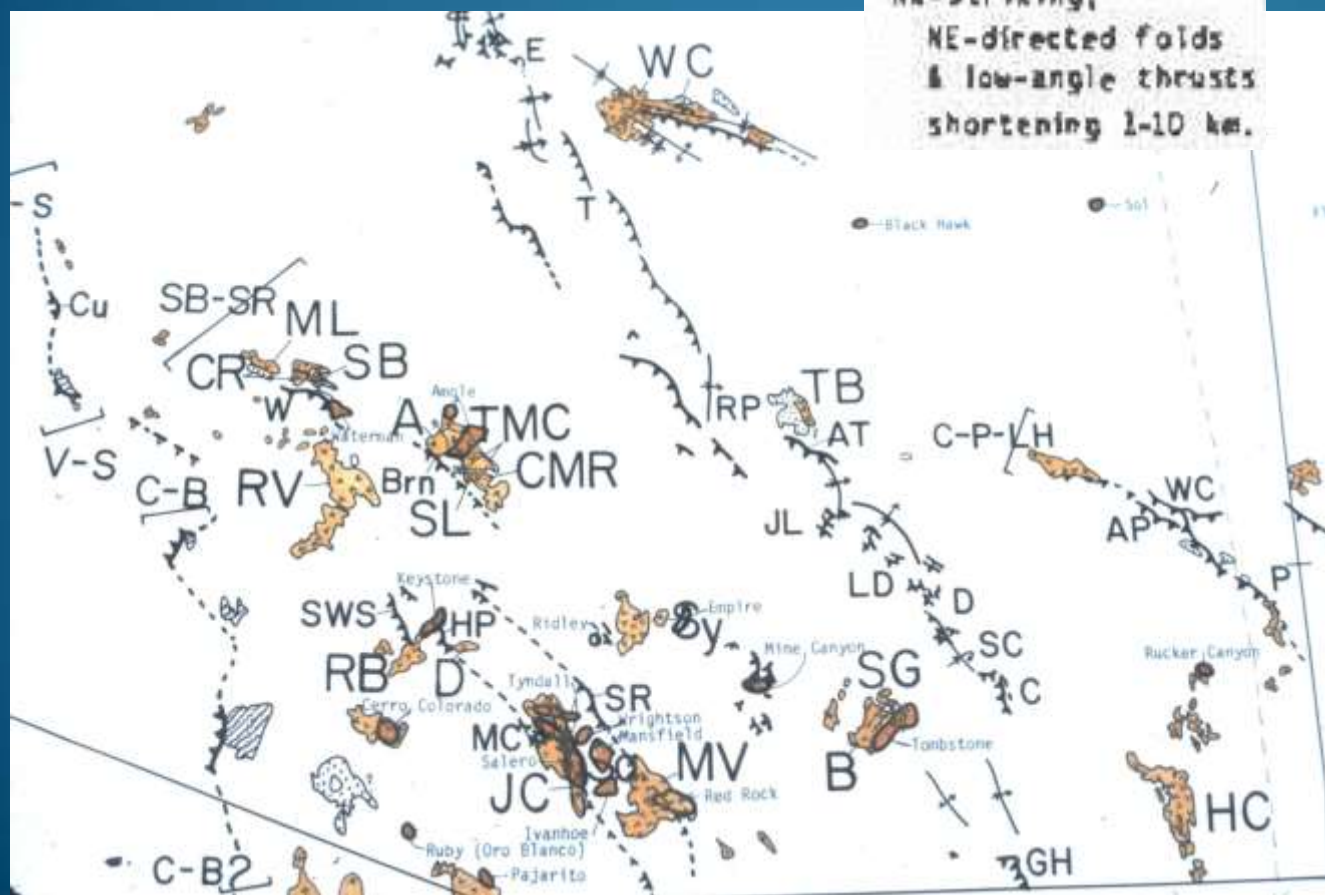 NE-directed folds
& low-angle thrusts
shortening 1-10 km.
E
WC
T
- S
Black Hawk
Sol
Cu
SB-SR
ML
CR
SB
W
Waterman
A
Angle
TMC
CMR
Brn
SL
RV
V-S
C-B
RP
TB
AT
C-P-LH
WC
AP
P
JL
LD
D
SC
C
Keystone
SWS
HP
RB
D
Cerro Colorado
Ridley
Empire
Sy
Mine Canyon
SG
Rucker Canyon
Tyndall
SR
Wrightson
Mansfield
MC
Salero
JC
MV
Red Rock
B
Tombstone
HC
Ivanhoe
Ruby (Oro Blanco)
Pajarito
C-B?
GH